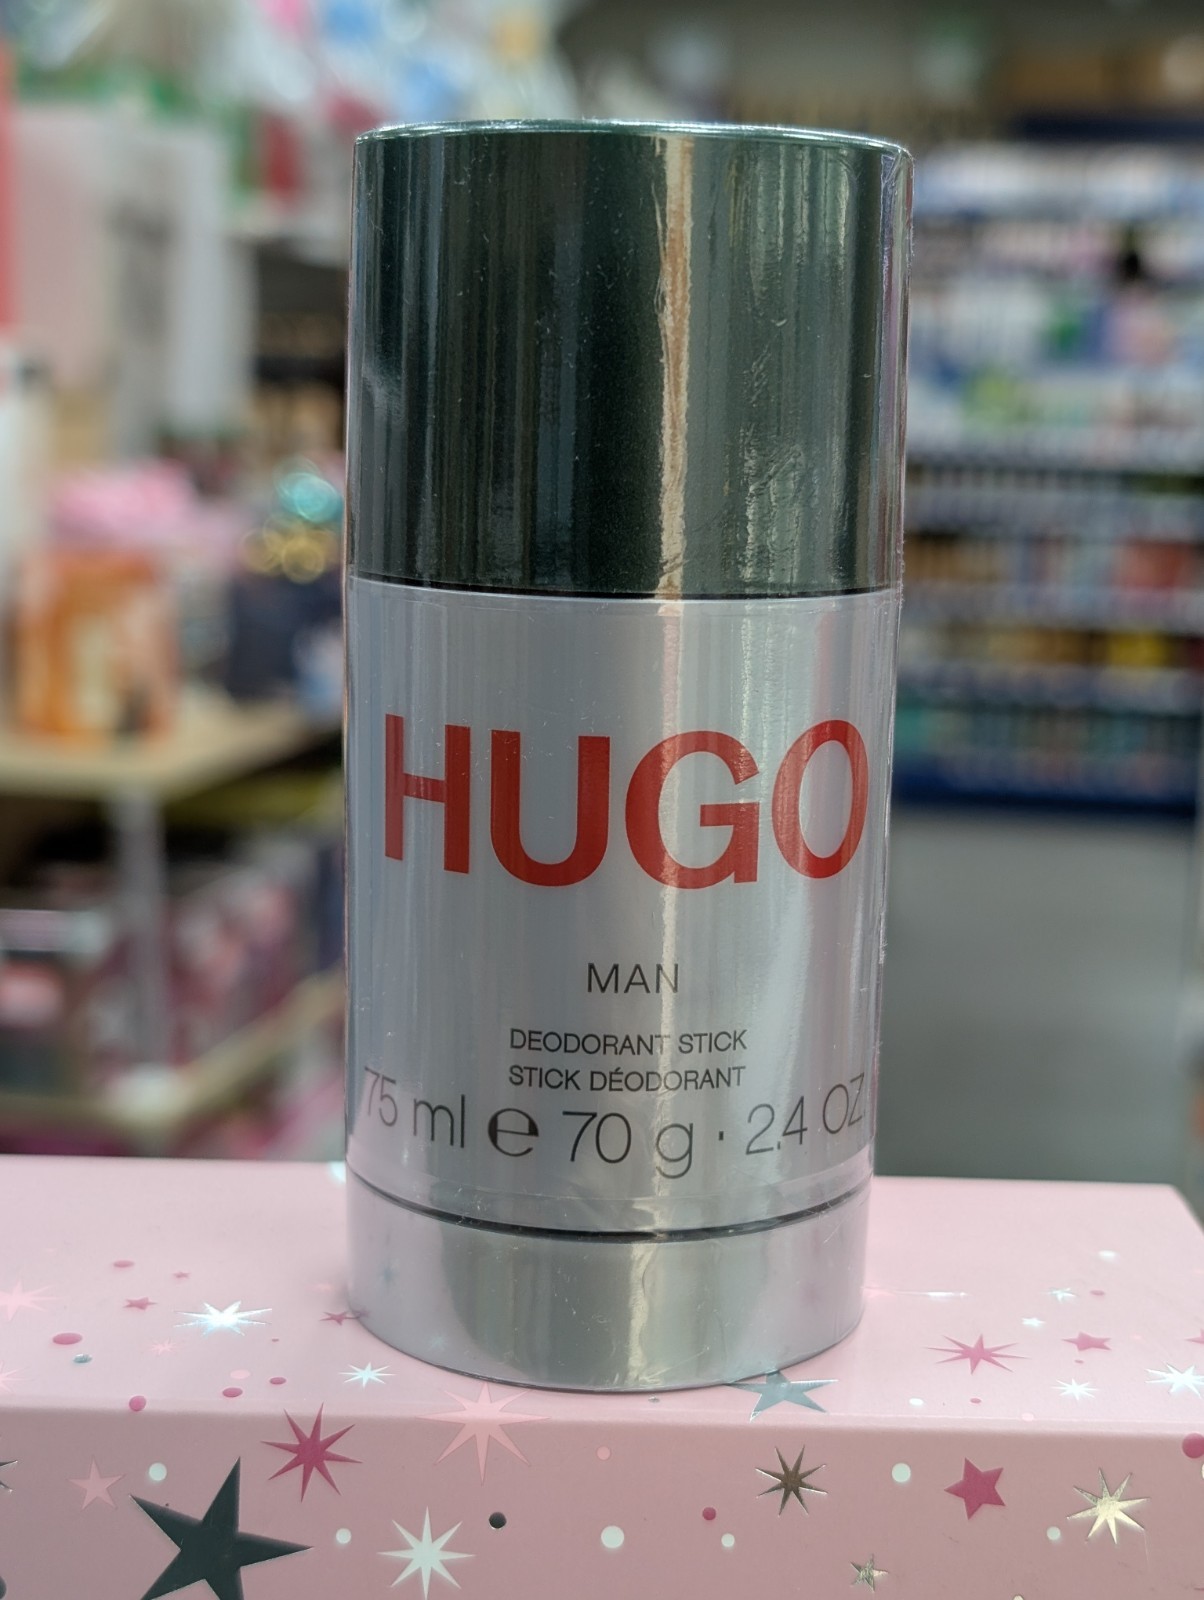 HUGO
MAN
DEODORANT STICK
STICK DÉODORANT
75 ml e 70 g · 2.4 OZ